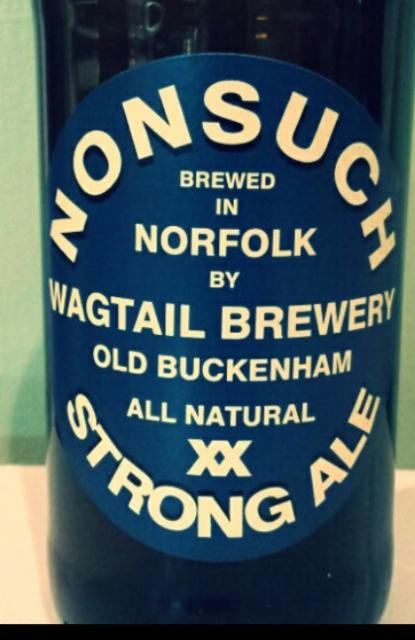 NONSUCH
BREWED
IN
NORFOLK
BY
WAGTAIL BREWERY
OLD BUCKENHAM
ALL NATURAL
XX
STRONG ALE